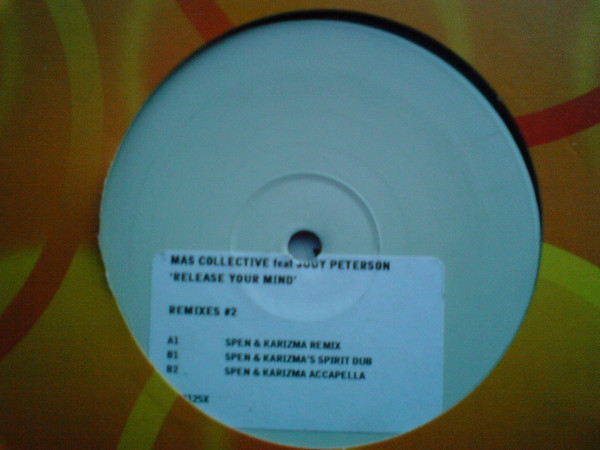 MAS COLLECTIVE feat JODY PETERSON
'RELEASE YOUR MIND'
REMIXES #2
A1 SPEN & KARIZMA REMIX
B1 SPEN & KARIZMA'S SPIRIT DUB
B2 SPEN & KARIZMA ACCAPELLA